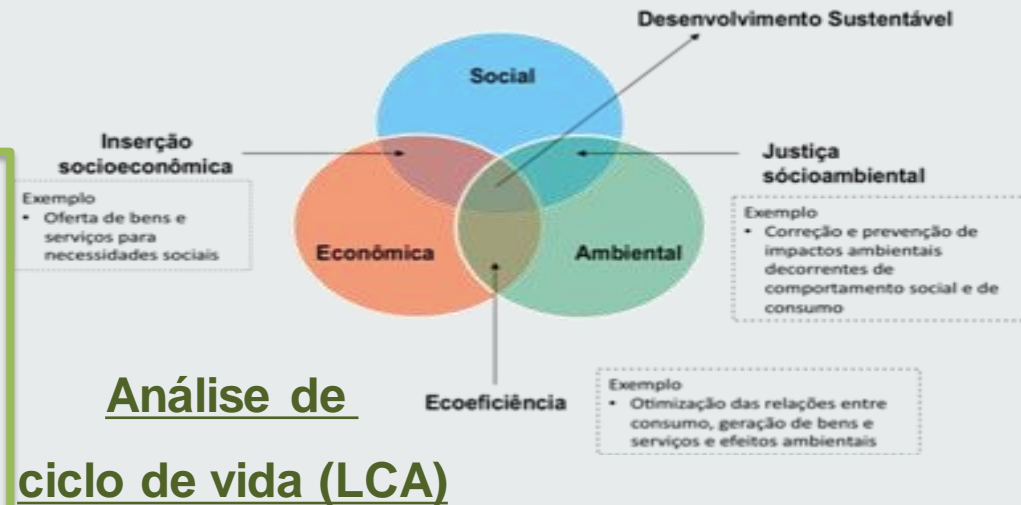 Desenvolvimento Sustentável
Social
Inserção
socioeconômica
Exemplo
• Oferta de bens e
serviços para
necessidades sociais
Justiça
sócioambiental
Exemplo
• Correção e prevenção de
impactos ambientais
decorrentes de
comportamento social e de
consumo
Econômica
Ambiental
Ecoeficiência
Exemplo
• Otimização das relações entre
consumo, geração de bens e
serviços e efeitos ambientais
Análise de
ciclo de vida (LCA)